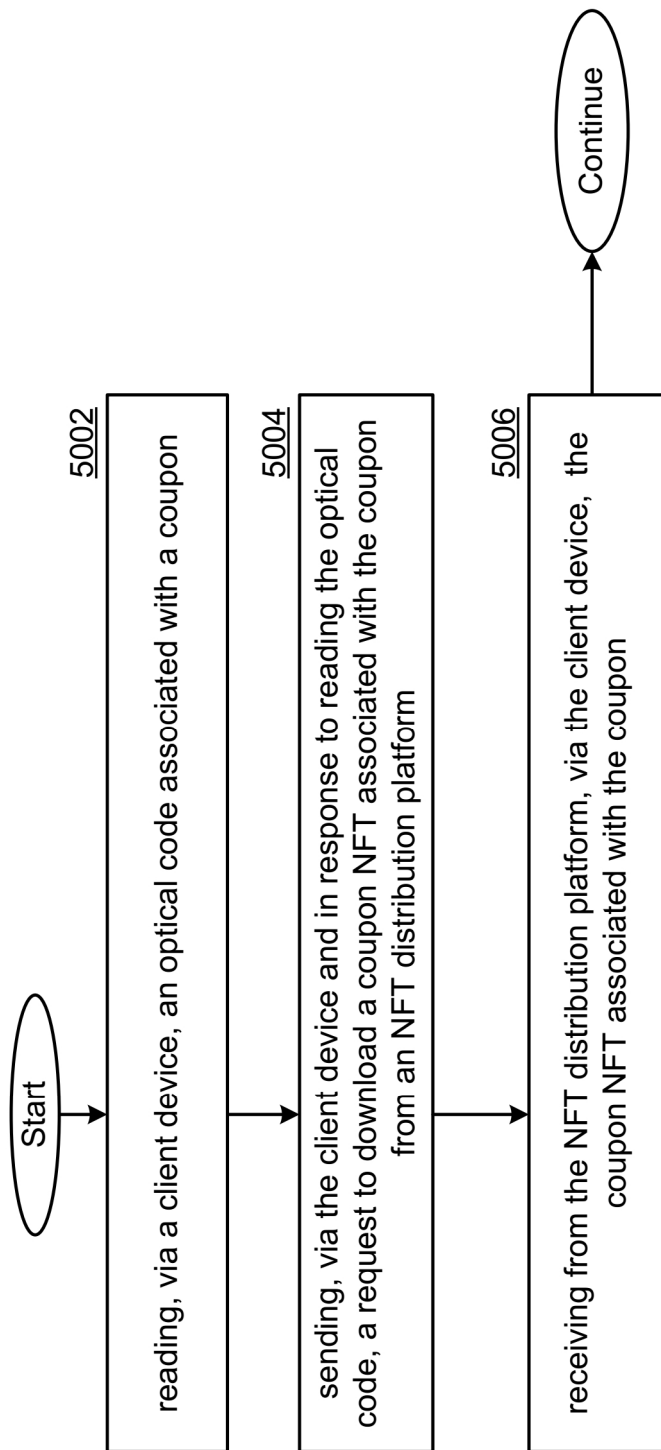 Start
5002
reading, via a client device, an optical code associated with a coupon
5004
sending, via the client device and in response to reading the optical
code, a request to download a coupon NFT associated with the coupon
from an NFT distribution platform
5006
receiving from the NFT distribution platform, via the client device, the
coupon NFT associated with the coupon
Continue